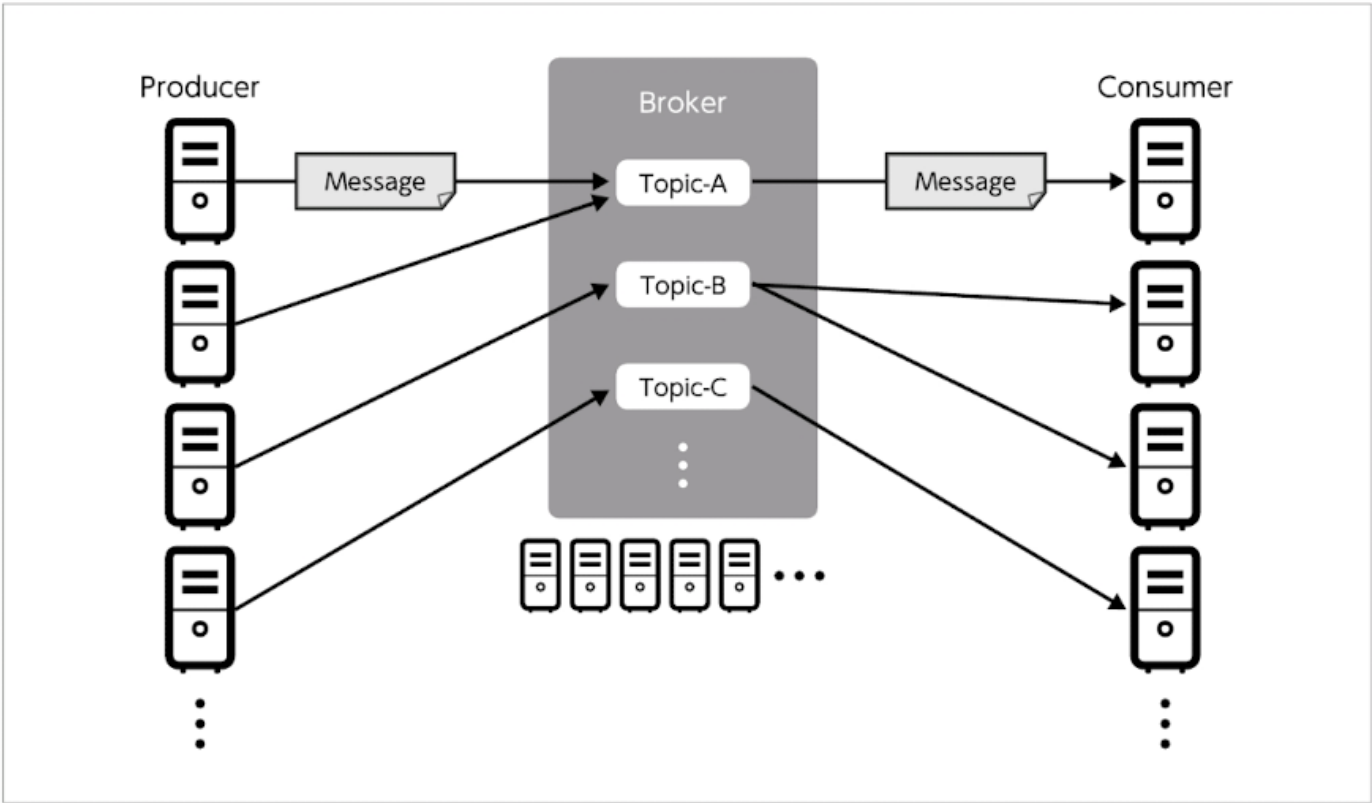 Producer
Broker
Consumer
Message
Topic-A
Message
Topic-B
Topic-C